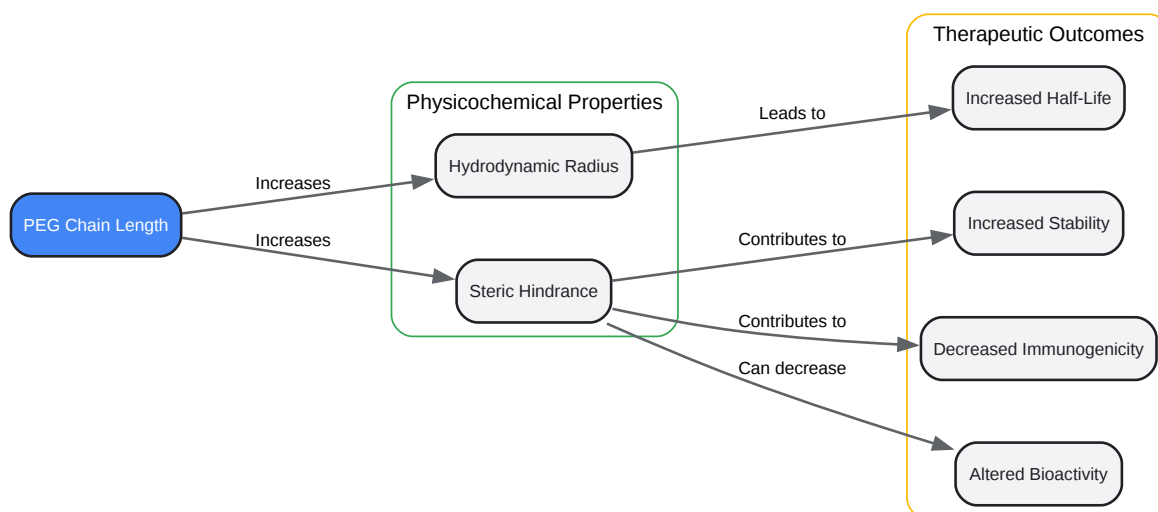 Therapeutic Outcomes
Increased Half-Life
Physicochemical Properties
Leads to
Hydrodynamic Radius
Increases
PEG Chain Length
Increased Stability
Increases
Contributes to
Steric Hindrance
Contributes to
Decreased Immunogenicity
Can decrease
Altered Bioactivity